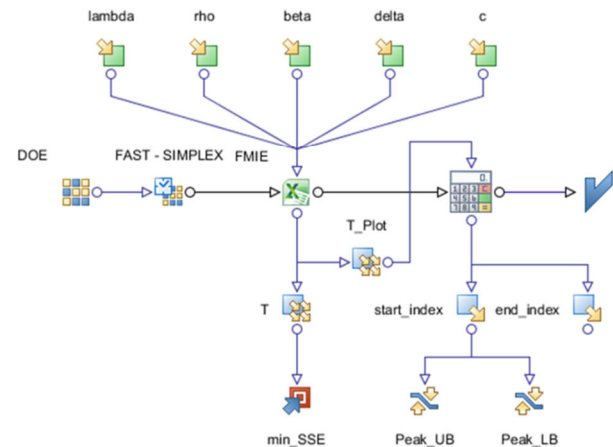 lambda rho beta delta c
DOE FAST - SIMPLEX FMIE
T_Plot
T start_index end_index
min_SSE Peak_UB Peak_LB